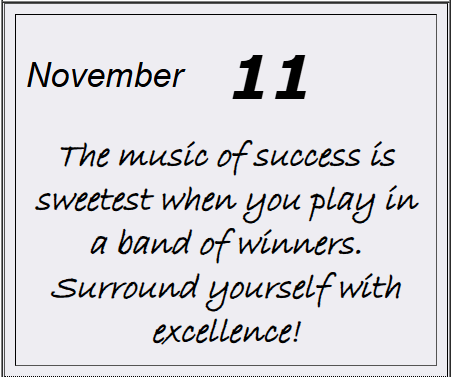 November 11
The music of success is
sweetest when you play in
a band of winners.
Surround yourself with
excellence!